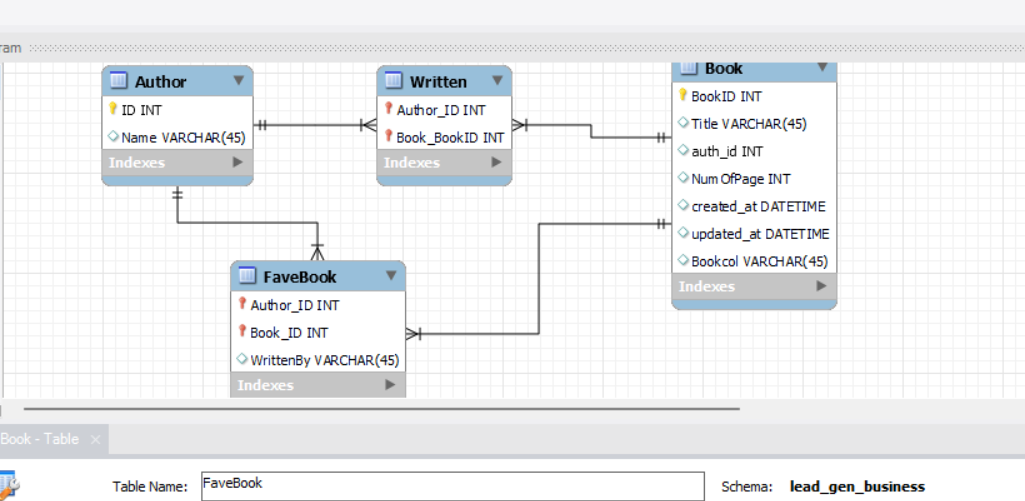 ram
Author
ID INT
Name VARCHAR(45)
Indexes
Written
Author_ID INT
Book_BookID INT
Indexes
Book
BookID INT
Title VARCHAR(45)
auth_id INT
NumOfPage INT
created_at DATETIME
updated_at DATETIME
Bookcol VARCHAR(45)
Indexes
FaveBook
Author_ID INT
Book_ID INT
WrittenBy VARCHAR(45)
Indexes
Book - Table
Table Name: FaveBook Schema: lead_gen_business